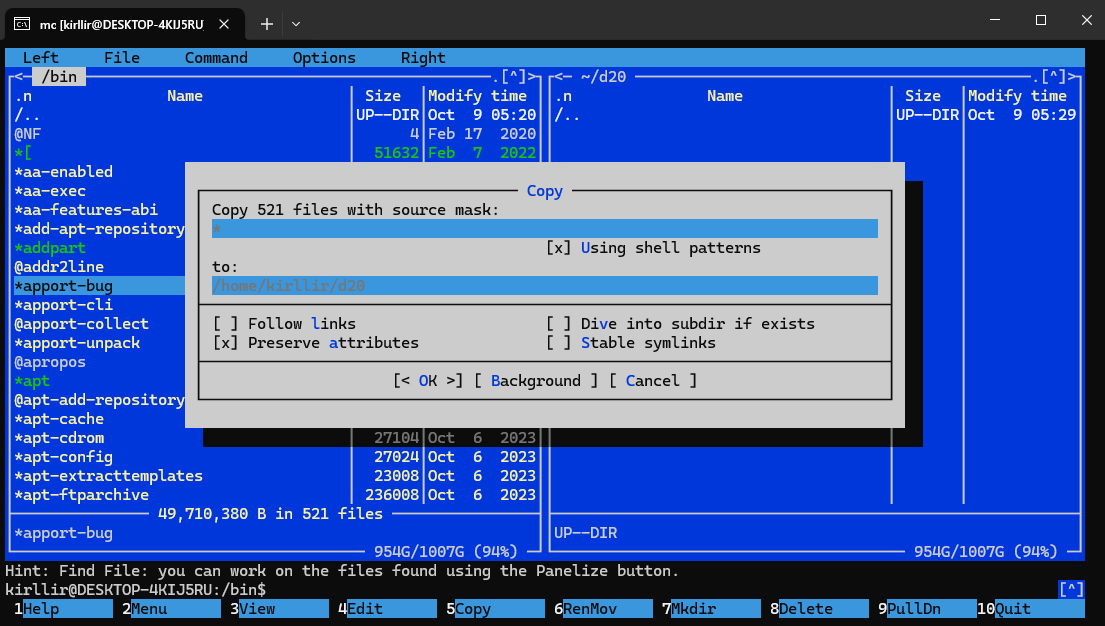 mc [kirllir@DESKTOP-4KIJ5RU
Left File Command Options Right
<— /bin .[^]> <— ~/d20 .[^]>
.n Name Size Modify time .n Name Size Modify time
/.. UP--DIR Oct 9 05:20 /.. UP--DIR Oct 9 05:29
@NF 4 Feb 17 2020
*[ 51632 Feb 7 2022
*aa-enabled
*aa-exec
*aa-features-abi
*add-apt-repository
*addpart
@addr2line
*apport-bug
*apport-cli
@apport-collect
*apport-unpack
@apropos
*apt
@apt-add-repository
*apt-cache
*apt-cdrom 27104 Oct 6 2023
*apt-config 27024 Oct 6 2023
*apt-extracttemplates 23008 Oct 6 2023
*apt-ftparchive 236008 Oct 6 2023
49,710,380 B in 521 files
*apport-bug UP--DIR
954G/1007G (94%) 954G/1007G (94%)
Copy
Copy 521 files with source mask:
*
[x] Using shell patterns
to:
/home/kirllir/d20
[ ] Follow links [ ] Dive into subdir if exists
[x] Preserve attributes [ ] Stable symlinks
[< OK >] [ Background ] [ Cancel ]
Hint: Find File: you can work on the files found using the Panelize button.
kirllir@DESKTOP-4KIJ5RU:/bin$ [^]
1Help 2Menu 3View 4Edit 5Copy 6RenMov 7Mkdir 8Delete 9PullDn 10Quit